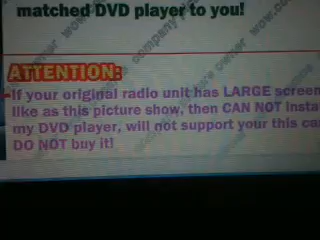 matched DVD player to you!
ATTENTION:
-If your original radio unit has LARGE screen
like as this picture show, then CAN NOT insta
my DVD player, will not support your this ca
DO NOT buy it!